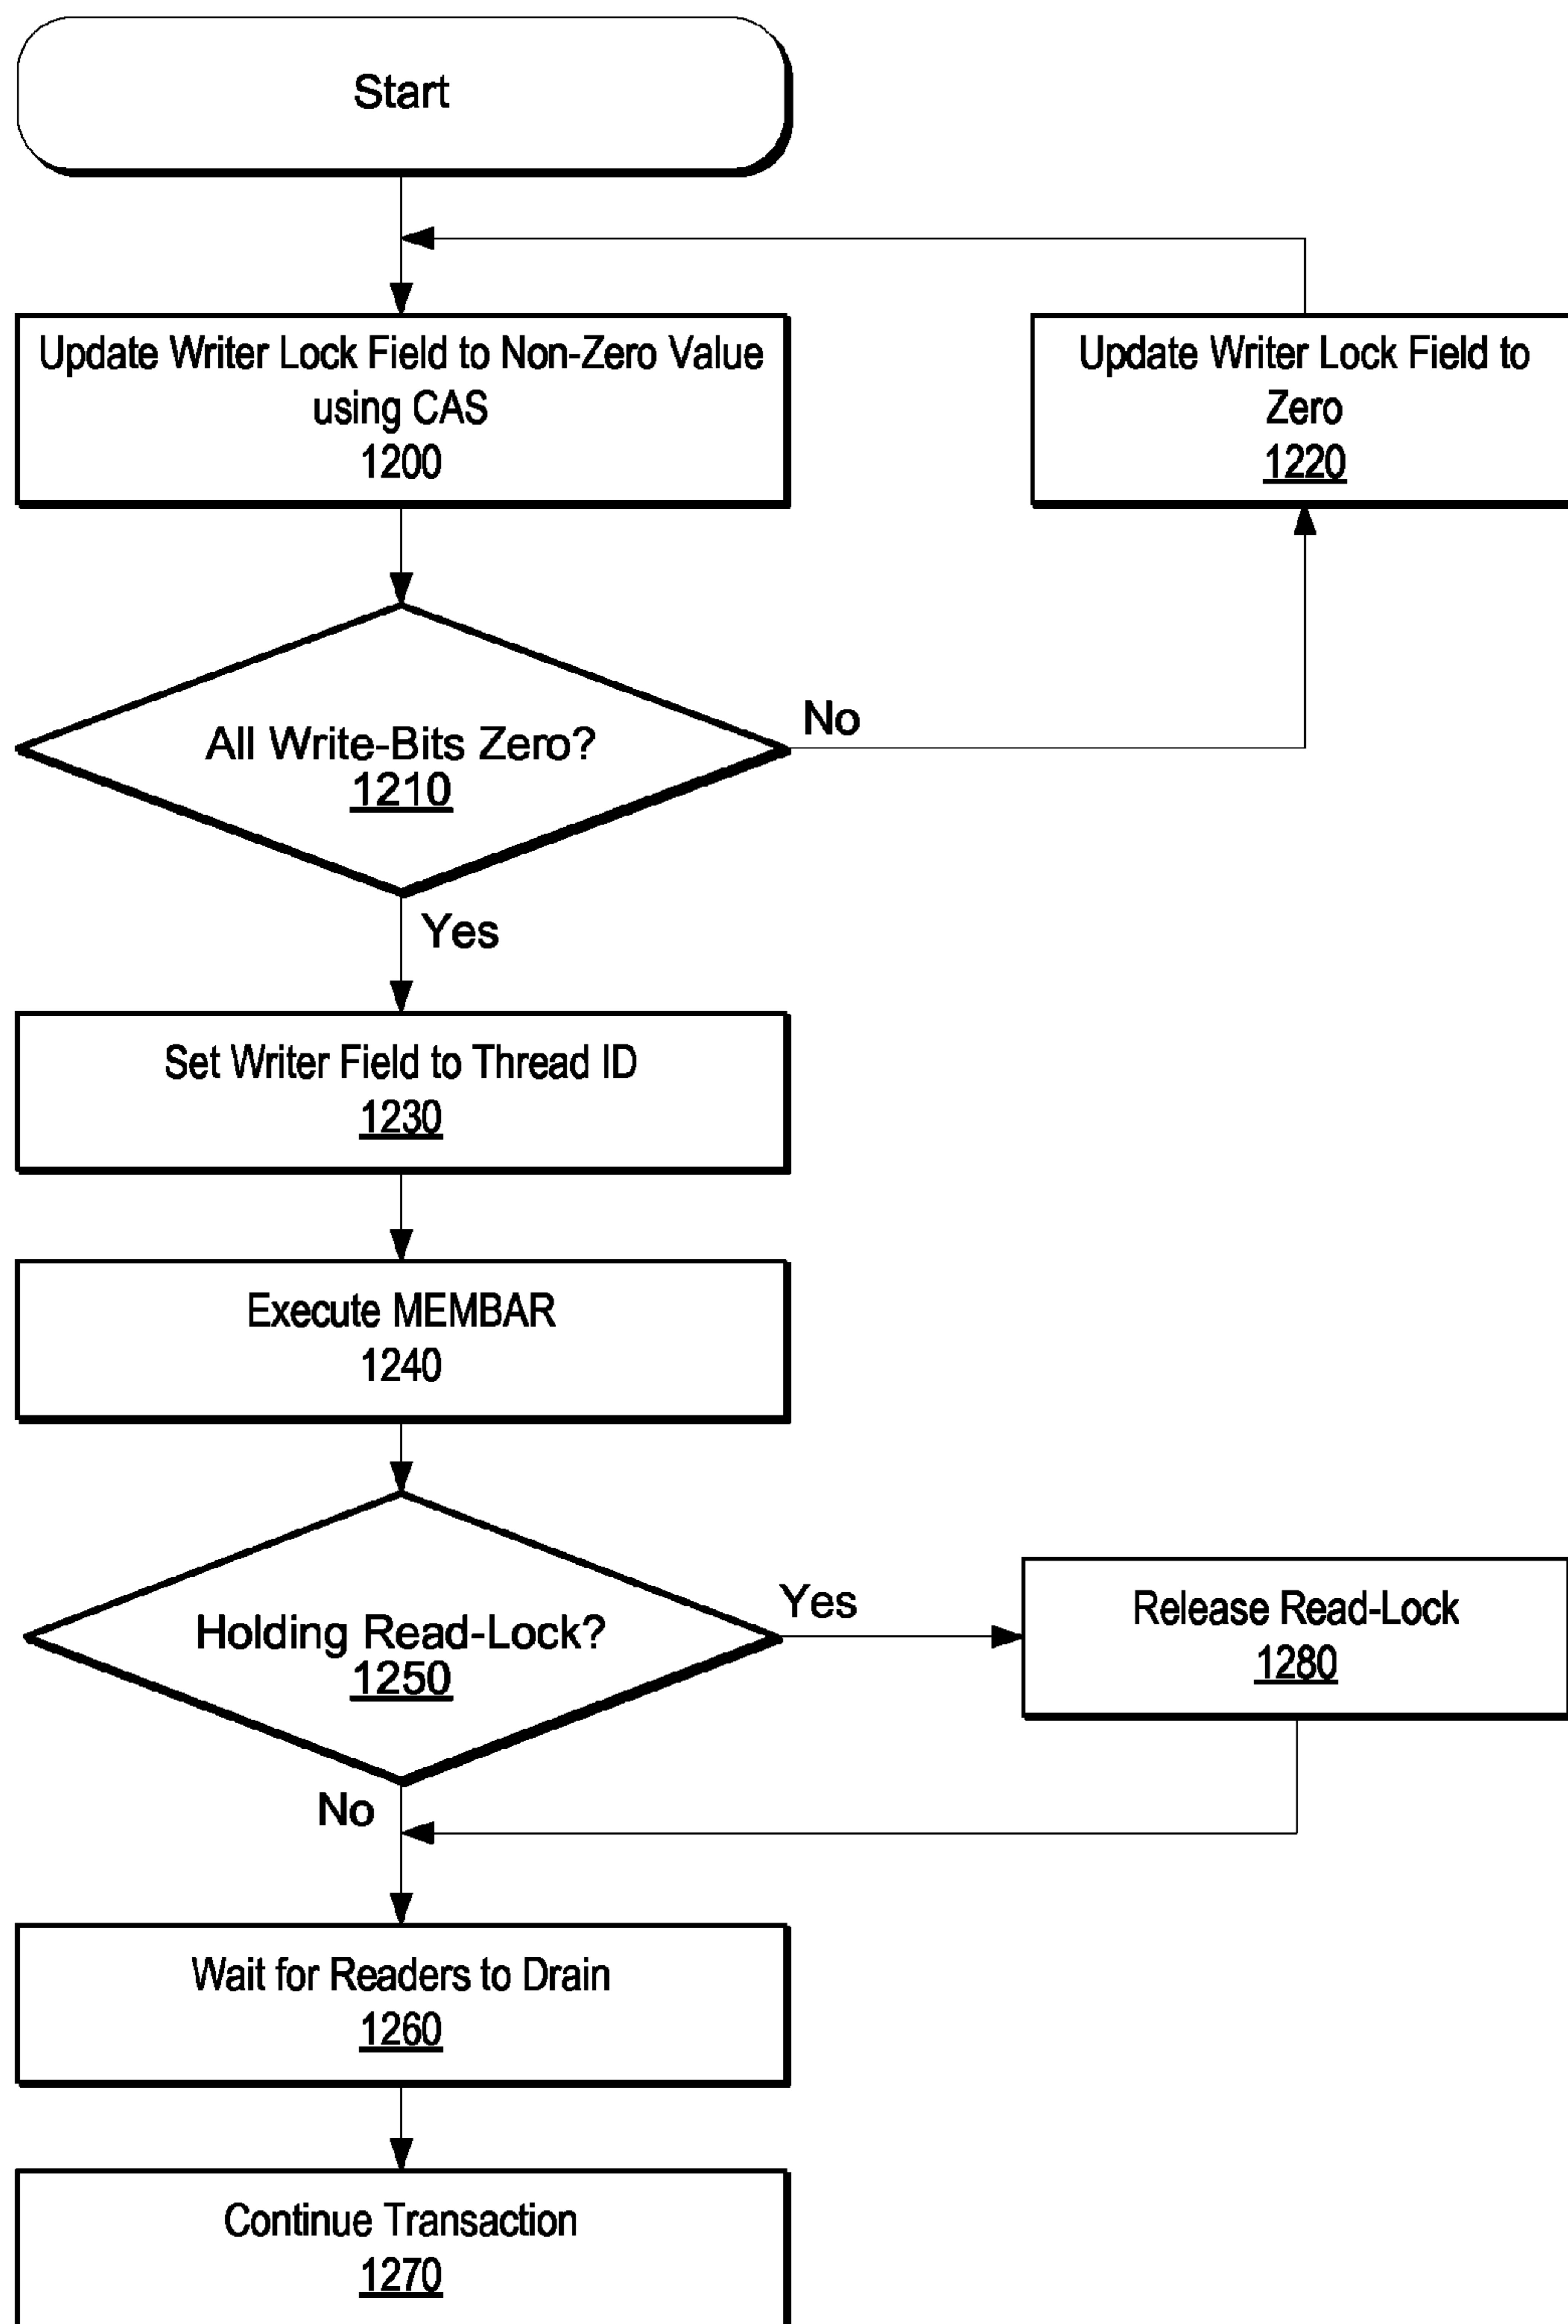 Start
Update Writer Lock Field to Non-Zero Value
using CAS
1200
Update Writer Lock Field to
Zero
1220
All Write-Bits Zero?
1210
No
Yes
Set Writer Field to Thread ID
1230
Execute MEMBAR
1240
Holding Read-Lock?
1250
Yes
Release Read-Lock
1280
No
Wait for Readers to Drain
1260
Continue Transaction
1270